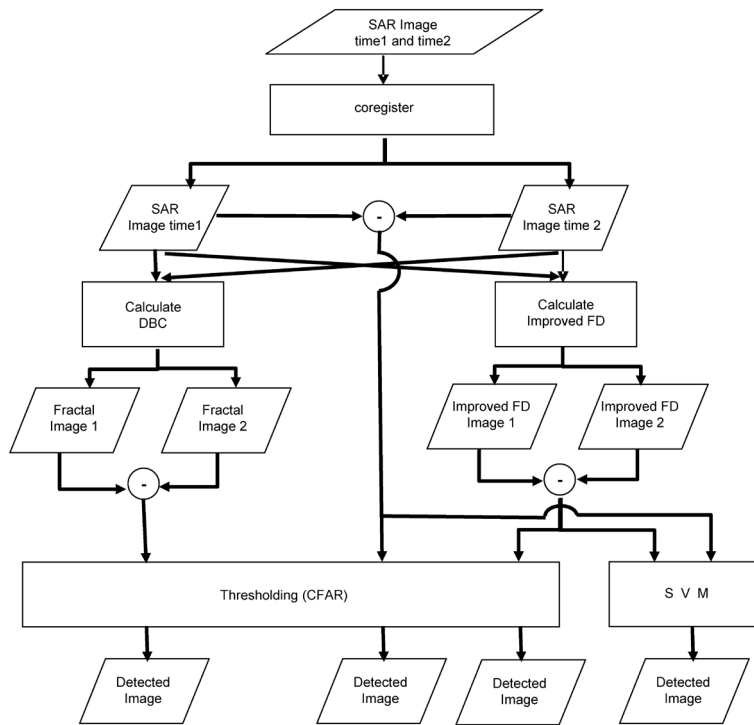 SAR Image
time1 and time2
coregister
SAR
Image time1
-
SAR
Image time 2
Calculate
DBC
Calculate
Improved FD
Fractal
Image 1
Fractal
Image 2
Improved FD
Image 1
Improved FD
Image 2
-
-
Thresholding (CFAR)
S V M
Detected
Image
Detected
Image
Detected
Image
Detected
Image